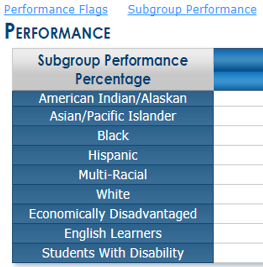 Performance Flags Subgroup Performance
PERFORMANCE
Subgroup Performance
Percentage
American Indian/Alaskan
Asian/Pacific Islander
Black
Hispanic
Multi-Racial
White
Economically Disadvantaged
English Learners
Students With Disability